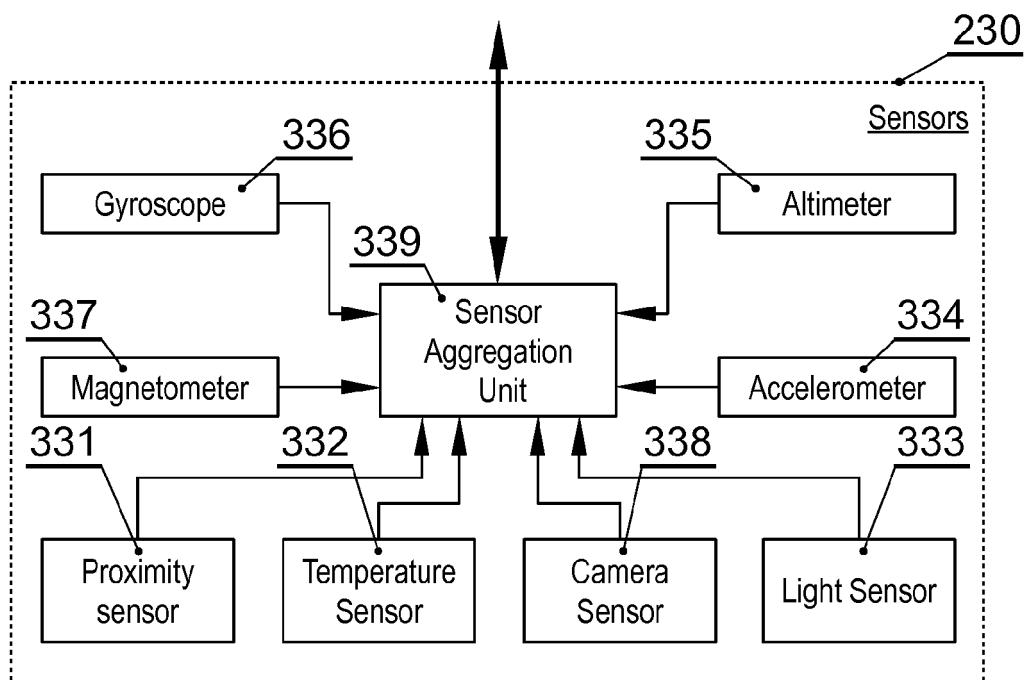 230
Sensors
336
335
Gyroscope
Altimeter
339
Sensor
Aggregation
Unit
337
334
Magnetometer
Accelerometer
331
332
338
333
Proximity
sensor
Temperature
Sensor
Camera
Sensor
Light Sensor